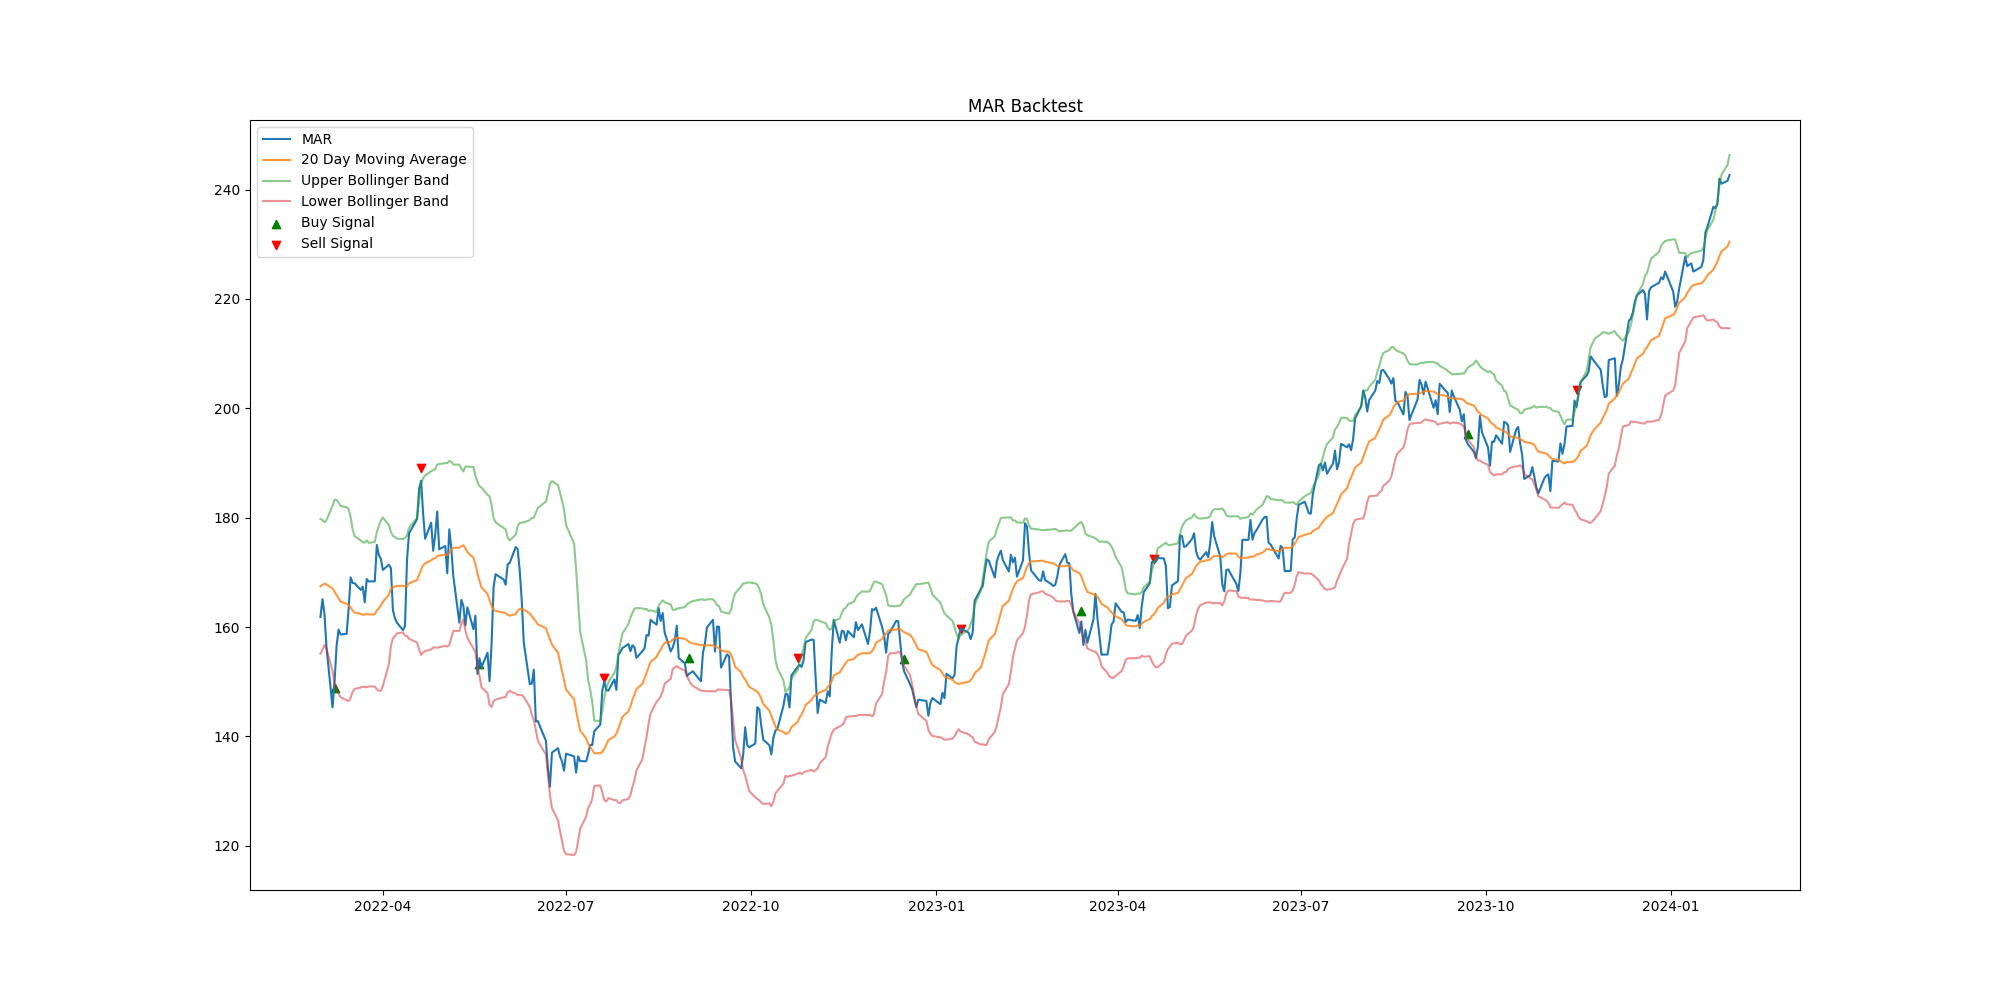 MAR Backtest
MAR
20 Day Moving Average
Upper Bollinger Band
Lower Bollinger Band
Buy Signal
Sell Signal
240
220
200
180
160
140
120
2022-04 2022-07 2022-10 2023-01 2023-04 2023-07 2023-10 2024-01